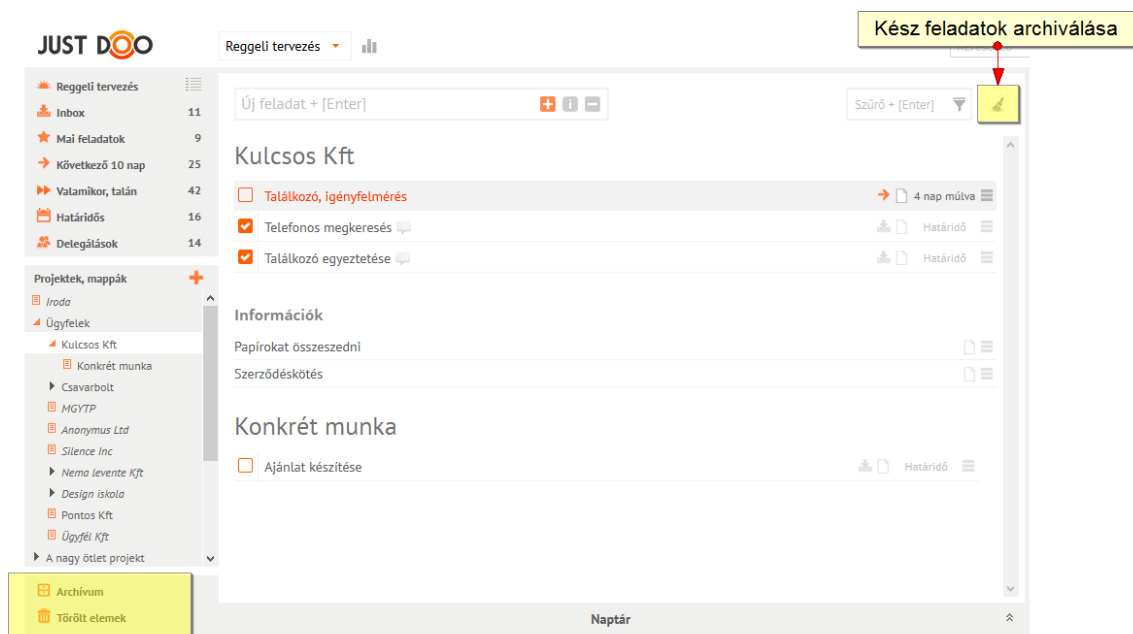 Kész feladatok archiválása
JUST DOO
Reggeli tervezés
Reggeli tervezés
Inbox 11
Mai feladatok 9
Következő 10 nap 25
Valamikor, talán 42
Határidős 16
Delegálások 14
Projektek, mappák
Iroda
Ügyfelek
Kulcsos Kft
Konkrét munka
Csavarbolt
MGYTP
Anonymus Ltd
Silence Inc
Nema levente Kft
Design iskola
Pontos Kft
Ügyfél Kft
A nagy ötlet projekt
Archívum
Törölt elemek
Új feladat + [Enter]
Szűrő + [Enter]
Kulcsos Kft
Találkozó, igényfelmérés 4 nap múlva
Telefonos megkeresés Határidő
Találkozó egyeztetése Határidő
Információk
Papírokat összeszedni
Szerződéskötés
Konkrét munka
Ajánlat készítése Határidő
Naptár